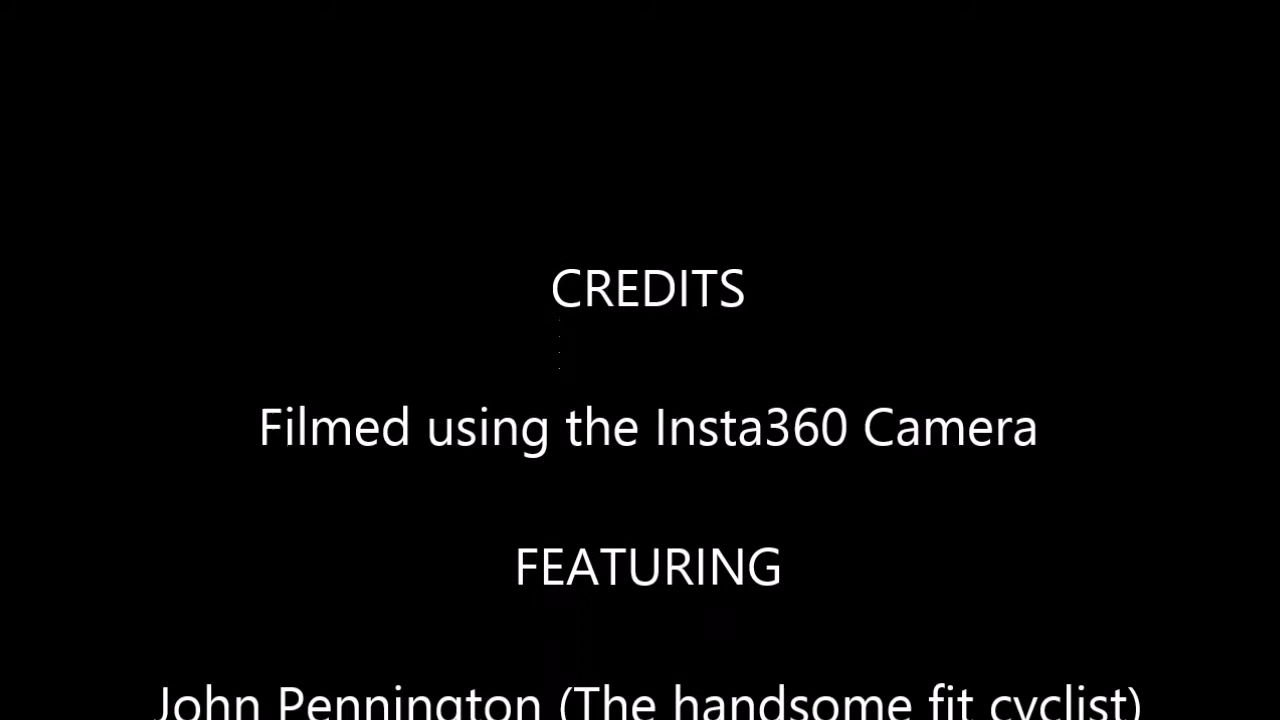 CREDITS
Filmed using the Insta360 Camera
FEATURING
John Pennington (The handsome fit cyclist)